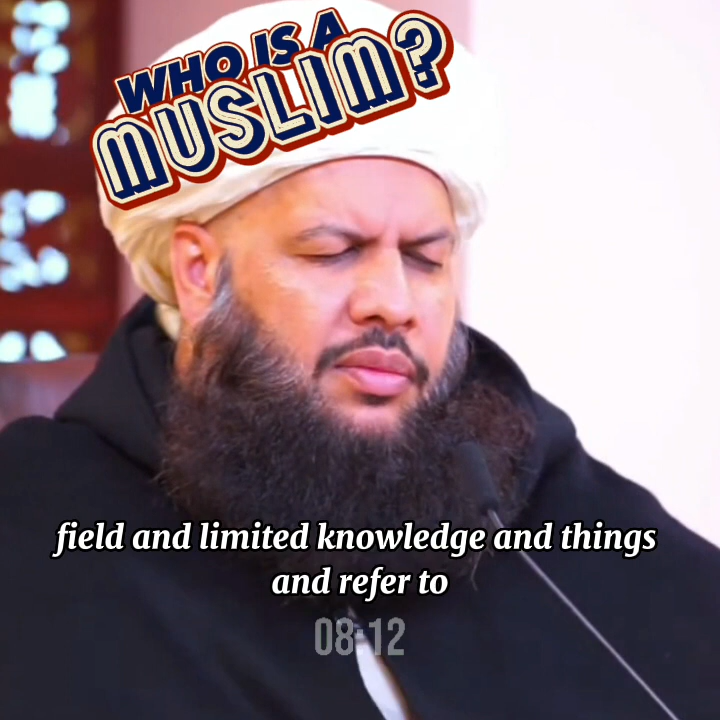 WHO IS A
MUSLIM?
field and limited knowledge and things
and refer to
08:12